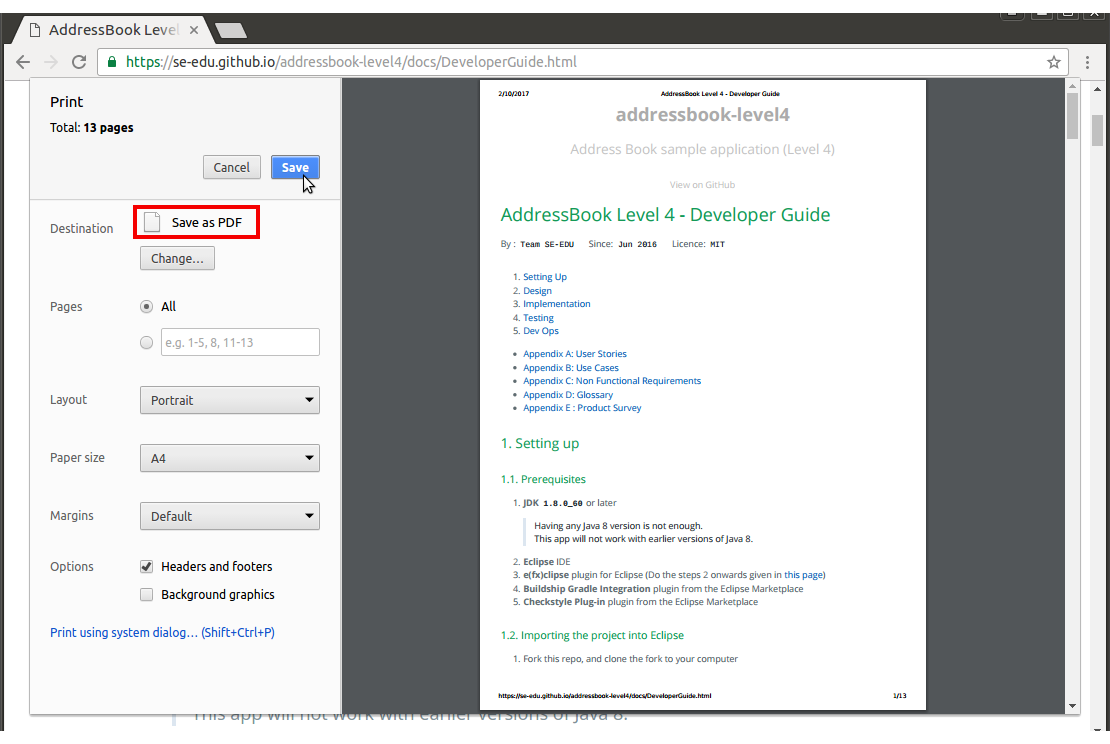 AddressBook Leve
https://se-edu.github.io/addressbook-level4/docs/DeveloperGuide.html
Print
Total: 13 pages
Cancel
Save
Destination
Save as PDF
Change...
Pages
All
e.g. 1-5, 8, 11-13
Layout
Portrait
Paper size
A4
Margins
Default
Options
Headers and footers
Background graphics
Print using system dialog... (Shift+Ctrl+P)
2/10/2017 AddressBook Level 4 - Developer Guide
addressbook-level4
Address Book sample application (Level 4)
View on GitHub
AddressBook Level 4 - Developer Guide
By : Team SE-EDU Since: Jun 2016 Licence: MIT
1. Setting Up
2. Design
3. Implementation
4. Testing
5. Dev Ops
• Appendix A: User Stories
• Appendix B: Use Cases
• Appendix C: Non Functional Requirements
• Appendix D: Glossary
• Appendix E : Product Survey
1. Setting up
1.1. Prerequisites
1. JDK 1.8.0_60 or later
Having any Java 8 version is not enough.
This app will not work with earlier versions of Java 8.
2. Eclipse IDE
3. e(fx)clipse plugin for Eclipse (Do the steps 2 onwards given in this page)
4. Buildship Gradle Integration plugin from the Eclipse Marketplace
5. Checkstyle Plug-in plugin from the Eclipse Marketplace
1.2. Importing the project into Eclipse
1. Fork this repo, and clone the fork to your computer
https://se-edu.github.io/addressbook-level4/docs/DeveloperGuide.html 1/13
This app will not work with earlier versions of Java 8.